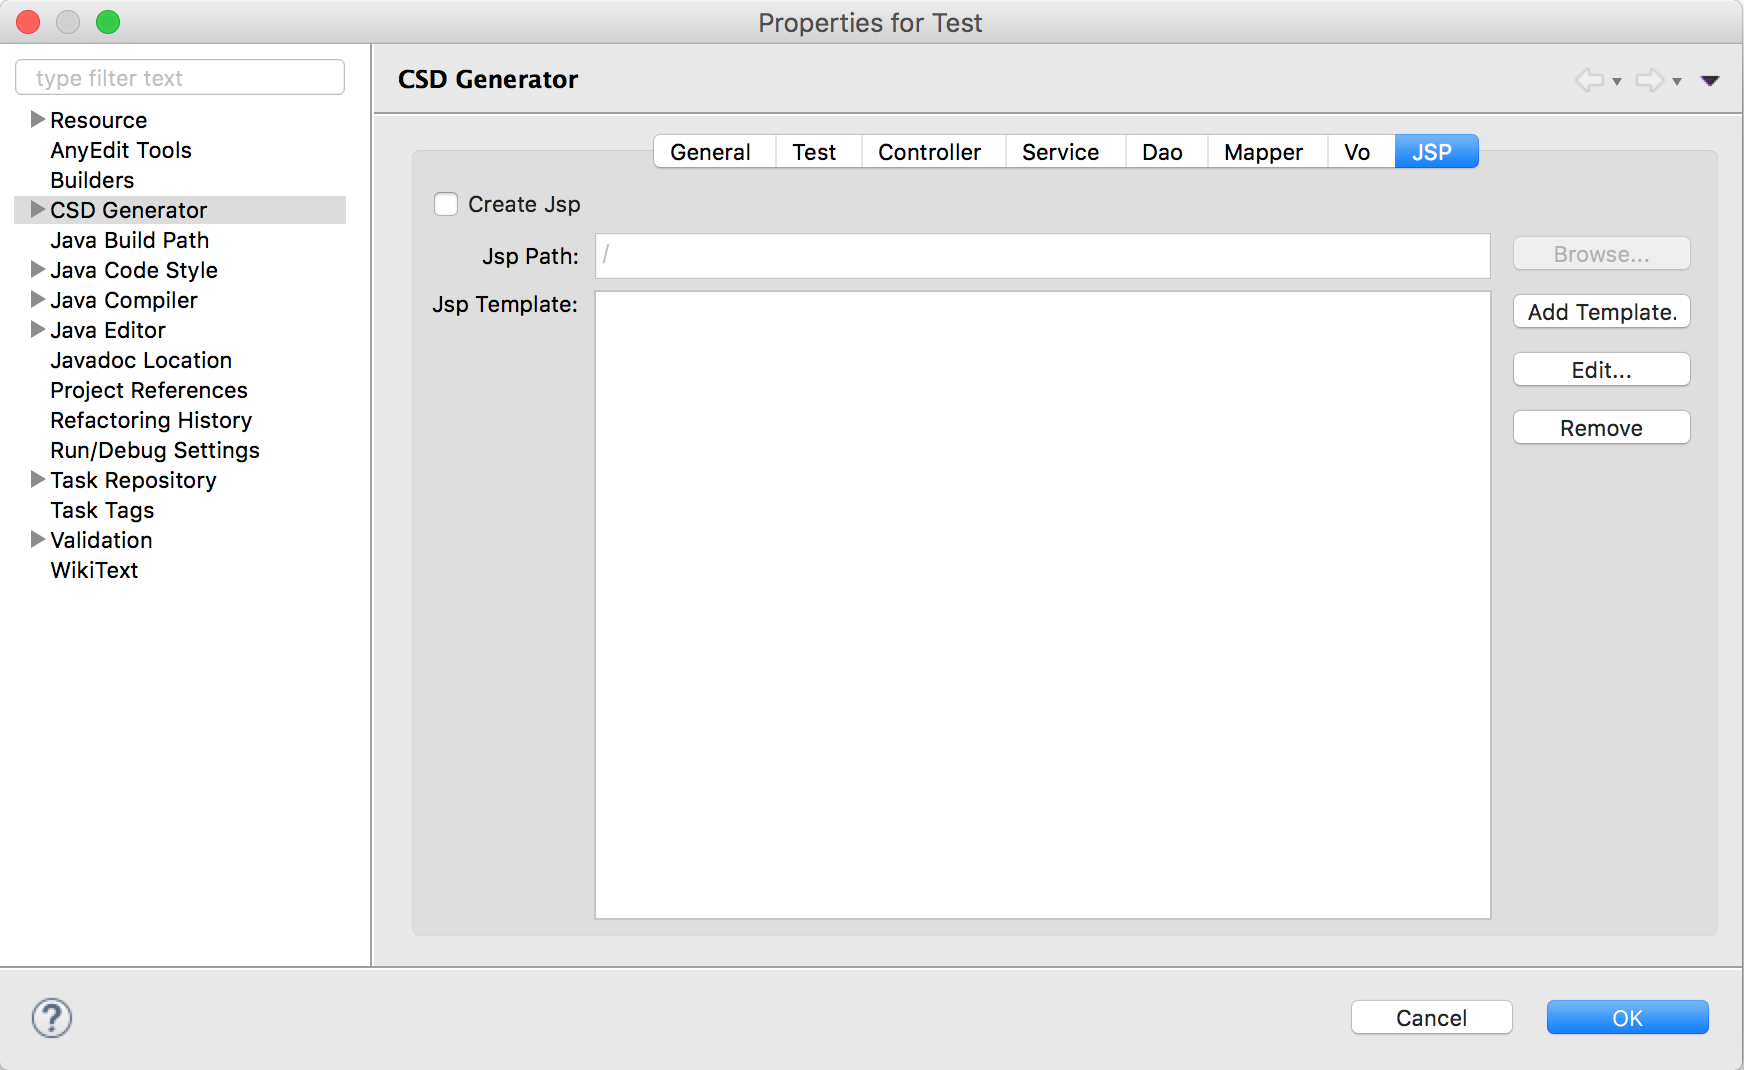 Properties for Test
type filter text
Resource
AnyEdit Tools
Builders
CSD Generator
Java Build Path
Java Code Style
Java Compiler
Java Editor
Javadoc Location
Project References
Refactoring History
Run/Debug Settings
Task Repository
Task Tags
Validation
WikiText
CSD Generator
General Test Controller Service Dao Mapper Vo JSP
Create Jsp
Jsp Path: / Browse...
Jsp Template: Add Template.
Edit...
Remove
? Cancel OK